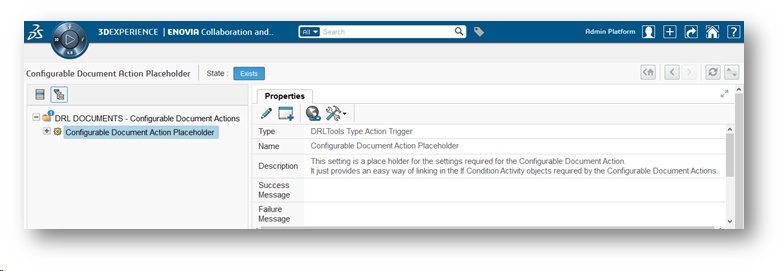 3DEXPERIENCE | ENOVIA Collaboration and..
All
Search
Admin Platform
Configurable Document Action Placeholder State : Exists
Properties
DRL DOCUMENTS - Configurable Document Actions
Configurable Document Action Placeholder
Type DRLTools Type Action Trigger
Name Configurable Document Action Placeholder
Description This setting is a place holder for the settings required for the Configurable Document Action.
It just provides an easy way of linking in the If Condition Activity objects required by the Configurable Document Actions.
Success
Message
Failure
Message